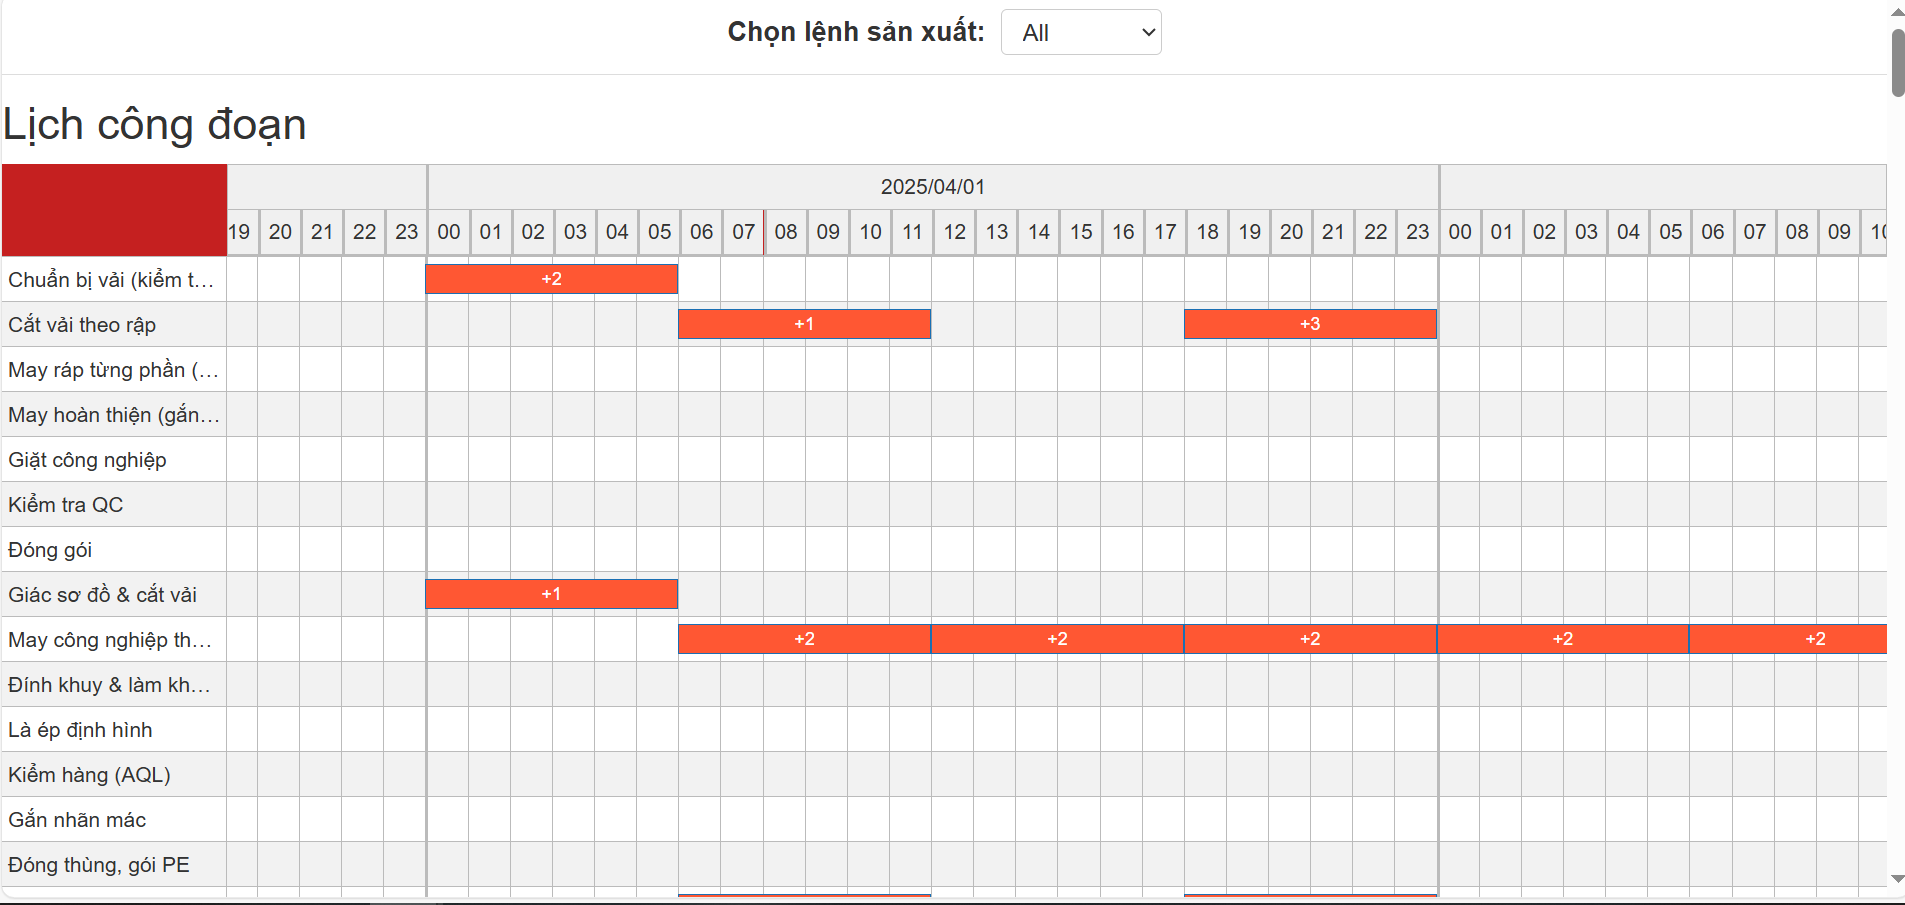 Chọn lệnh sản xuất: All
Lịch công đoạn
2025/04/01
19 20 21 22 23 00 01 02 03 04 05 06 07 08 09 10 11 12 13 14 15 16 17 18 19 20 21 22 23 00 01 02 03 04 05 06 07 08 09 10
Chuẩn bị vải (kiểm t... +2
Cắt vải theo rập +1 +3
May ráp từng phần (...
May hoàn thiện (gắn...
Giặt công nghiệp
Kiểm tra QC
Đóng gói
Giác sơ đồ & cắt vải +1
May công nghiệp th... +2 +2 +2 +2 +2
Đính khuy & làm kh...
Là ép định hình
Kiểm hàng (AQL)
Gắn nhãn mác
Đóng thùng, gói PE